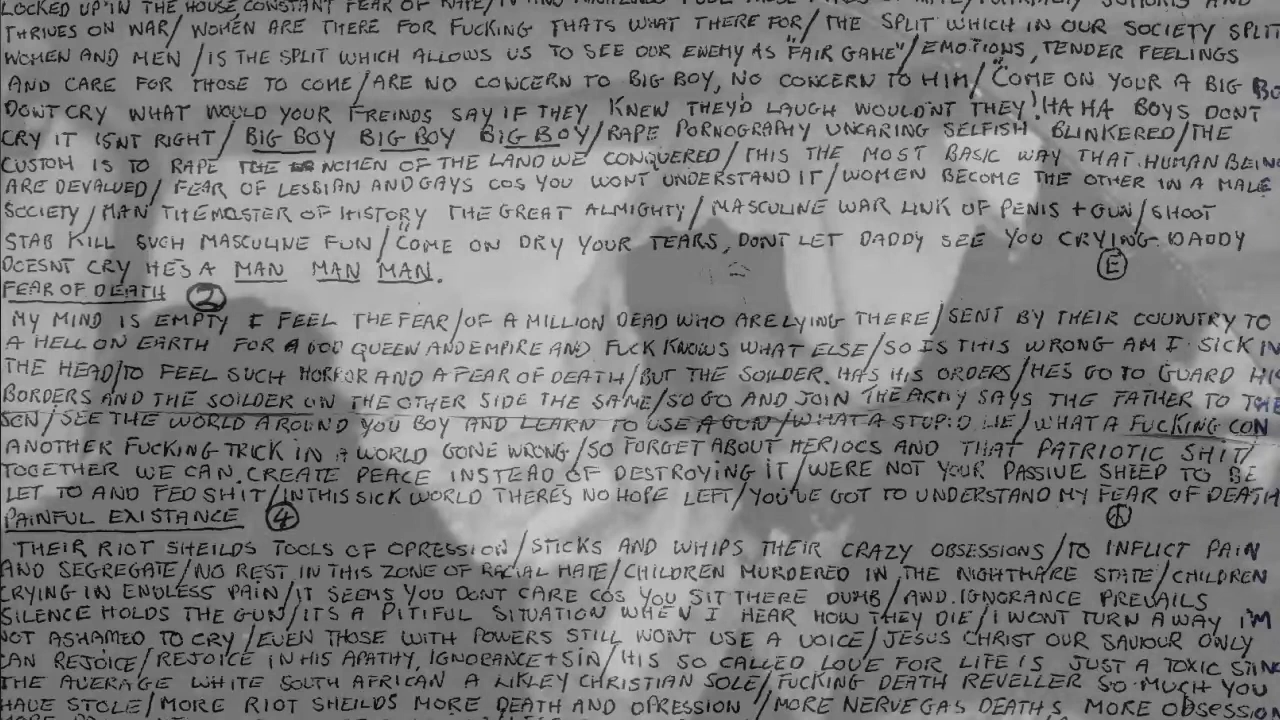 LOCKED UP IN THE HOUSE CONSTANT FEAR OF RAPE/
THRIVES ON WAR/ WOMEN ARE THERE FOR FUCKING THATS WHAT THERE FOR/ THE SPLIT WHICH IN OUR SOCIETY SPLIT
WOMEN AND MEN /IS THE SPLIT WHICH ALLOWS US TO SEE OUR ENEMY AS "FAIR GAME"/ EMOTIONS, TENDER FEELINGS
AND CARE FOR THOSE TO COME/ARE NO CONCERN TO BIG BOY, NO CONCERN TO HIM/ "COME ON YOUR A BIG BO
DONT CRY WHAT WOULD YOUR FREINDS SAY IF THEY KNEW THEY'D LAUGH WOULDNT THEY! HA HA BOYS DONT
CRY IT ISNT RIGHT/ BIG BOY BIG BOY BIG BOY/RAPE PORNOGRAPHY UNCARING SELFISH BLINKERED/THE
CUSTOM IS TO RAPE THE WOMEN OF THE LAND WE CONQUERED/THIS THE MOST BASIC WAY THAT HUMAN BEING
ARE DEVALUED/ FEAR OF LESBIAN AND GAYS COS YOU WONT UNDERSTAND IT/WOMEN BECOME THE OTHER IN A MALE
SOCIETY/MAN THEMOSTER OF HISTORY THE GREAT ALMIGHTY/ MASCULINE WAR LINK OF PENIS + GUN/SHOOT
STAB KILL SUCH MASCULINE FUN/"COME ON DRY YOUR TEARS, DONT LET DADDY SEE YOU CRYING. DADDY
DOESNT CRY HE'S A MAN MAN MAN. Ⓔ
FEAR OF DEATH ②
MY MIND IS EMPTY I FEEL THE FEAR/OF A MILLION DEAD WHO ARE LYING THERE/SENT BY THEIR COUNTRY TO
A HELL ON EARTH FOR A GOD QUEEN AND EMPIRE AND FUCK KNOWS WHAT ELSE/SO IS THIS WRONG AM I SICK IN
THE HEAD/TO FEEL SUCH HORROR AND A FEAR OF DEATH/BUT THE SOILDER HAS HIS ORDERS/HES GO TO GUARD HIS
BORDERS AND THE SOILDER ON THE OTHER SIDE THE SAME/SO GO AND JOIN THE ARMY SAYS THE FATHER TO THE
SON/SEE THE WORLD AROUND YOU BOY AND LEARN TO USE A GUN/WHAT A STUPID LIE/WHAT A FUCKING CON
ANOTHER FUCKING TRICK IN A WORLD GONE WRONG/SO FORGET ABOUT HERIOCS AND THAT PATRIOTIC SHIT/
TOGETHER WE CAN CREATE PEACE INSTEAD OF DESTROYING IT/WERE NOT YOUR PASSIVE SHEEP TO BE
LET TO AND FED SHIT/IN THIS SICK WORLD THERE'S NO HOPE LEFT/YOU'VE GOT TO UNDERSTAND MY FEAR OF DEATH
PAINFUL EXISTANCE ④
THEIR RIOT SHEILDS TOOLS OF OPRESSION/STICKS AND WHIPS THEIR CRAZY OBSESSIONS/TO INFLICT PAIN
AND SEGREGATE/NO REST IN THIS ZONE OF RACIAL HATE/CHILDREN MURDERED IN THE NIGHTMARE STATE/CHILDREN
CRYING IN ENDLESS PAIN/IT SEEMS YOU DONT CARE COS YOU SIT THERE DUMB/AND IGNORANCE PREVAILS
SILENCE HOLDS THE GUN/ITS A PITIFUL SITUATION WHEN I HEAR HOW THEY DIE/I WONT TURN AWAY I'M
NOT ASHAMED TO CRY/EVEN THOSE WITH POWERS STILL WONT USE A VOICE/JESUS CHRIST OUR SAVIOUR ONLY
CAN REJOICE/REJOICE IN HIS APATHY, IGNORANCE+SIN/HIS SO CALLED LOVE FOR LIFE IS JUST A TOXIC
THE AVERAGE WHITE SOUTH AFRICAN A LIKLEY CHRISTIAN SOLE/FUCKING DEATH REVELLER SO MUCH YOU
HAVE STOLE/MORE RIOT SHEILDS MORE DEATH AND OPRESSION/MORE NERVEGAS DEATHS, MORE OBSESSION